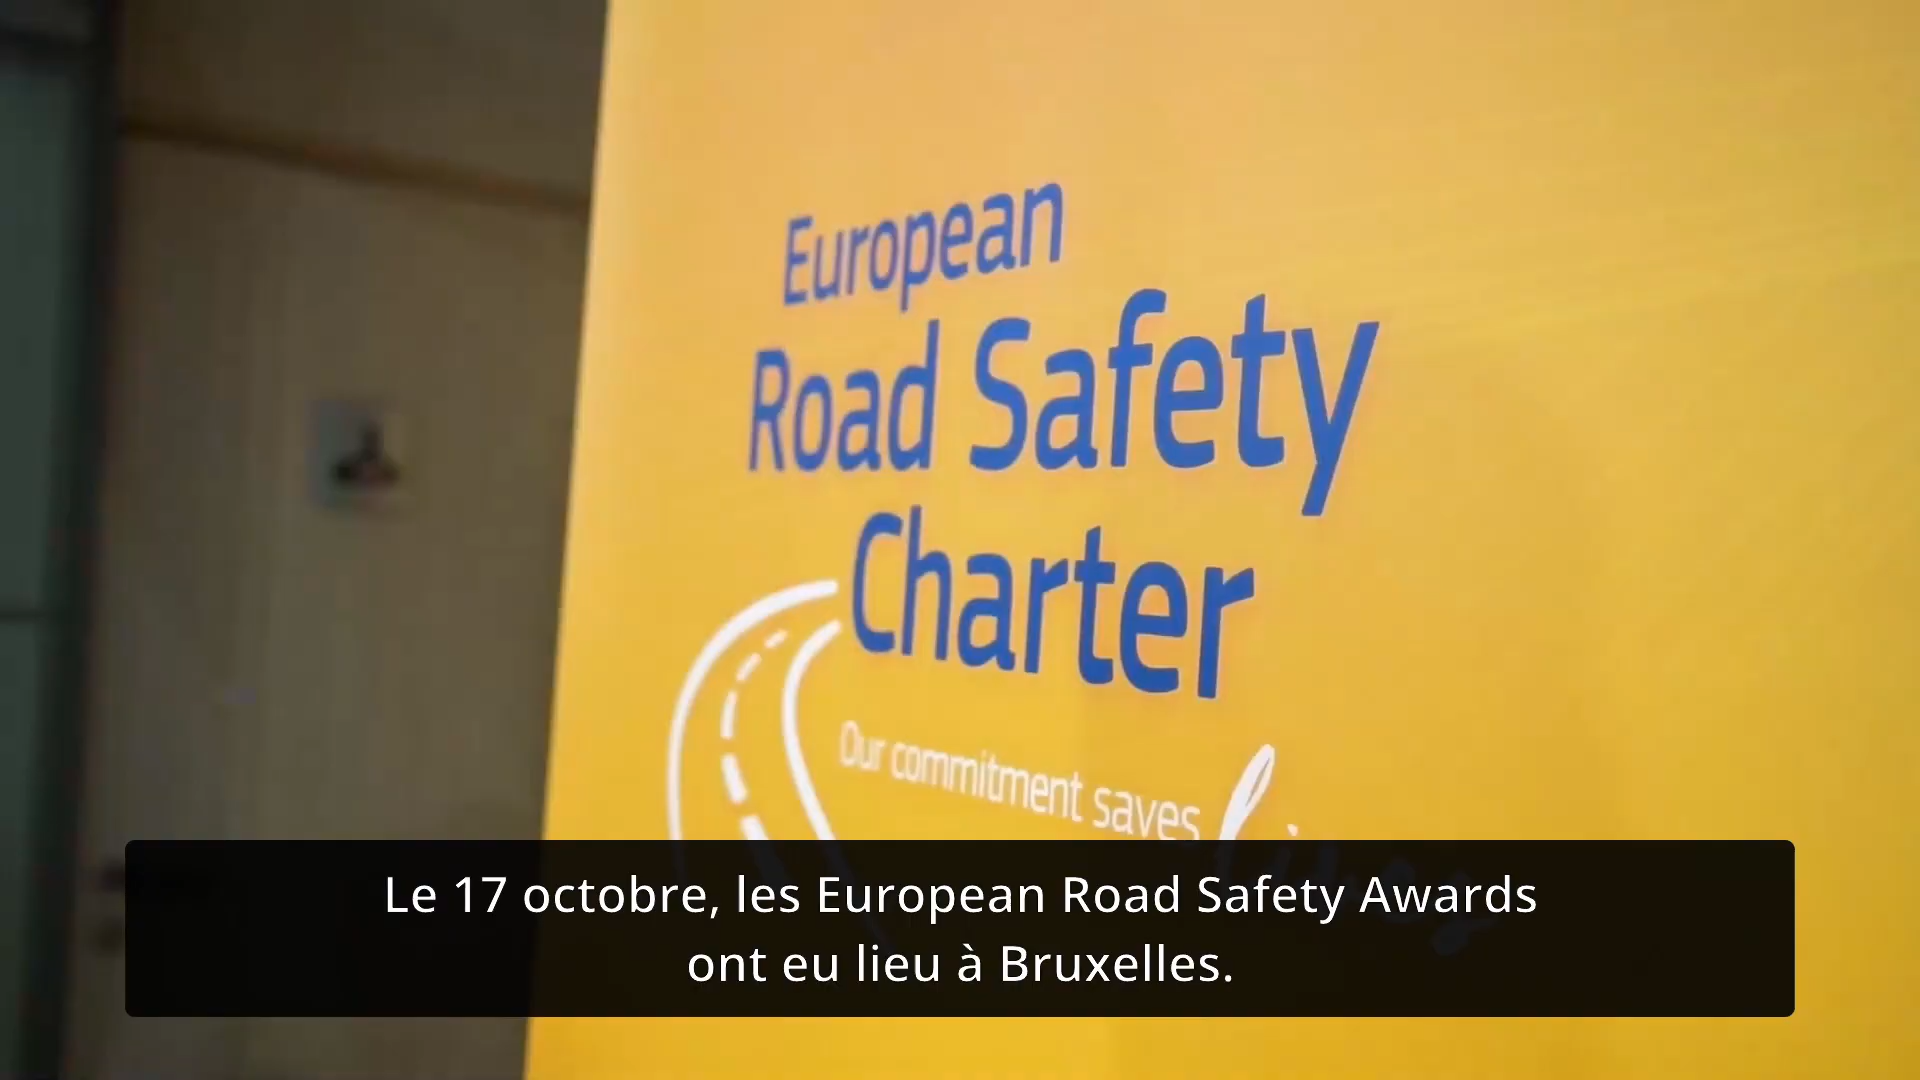 European
Road Safety
Charter
Our commitment saves lives
Le 17 octobre, les European Road Safety Awards
ont eu lieu à Bruxelles.